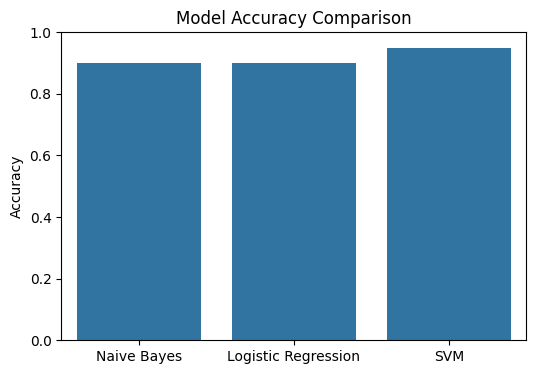 Model Accuracy Comparison
Accuracy
1.0
0.8
0.6
0.4
0.2
0.0
Naive Bayes
Logistic Regression
SVM